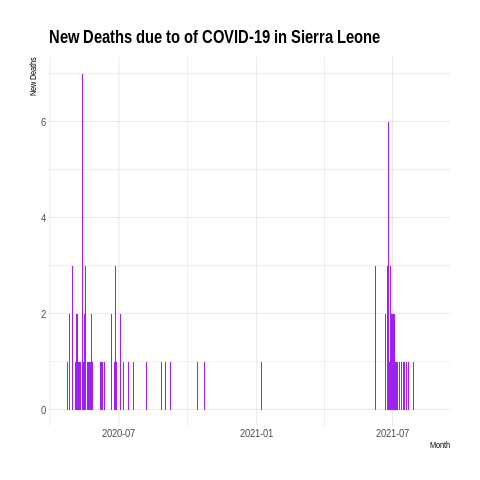 New Deaths due to of COVID-19 in Sierra Leone
New Deaths
6
4
2
0
2020-07 2021-01 2021-07
Month